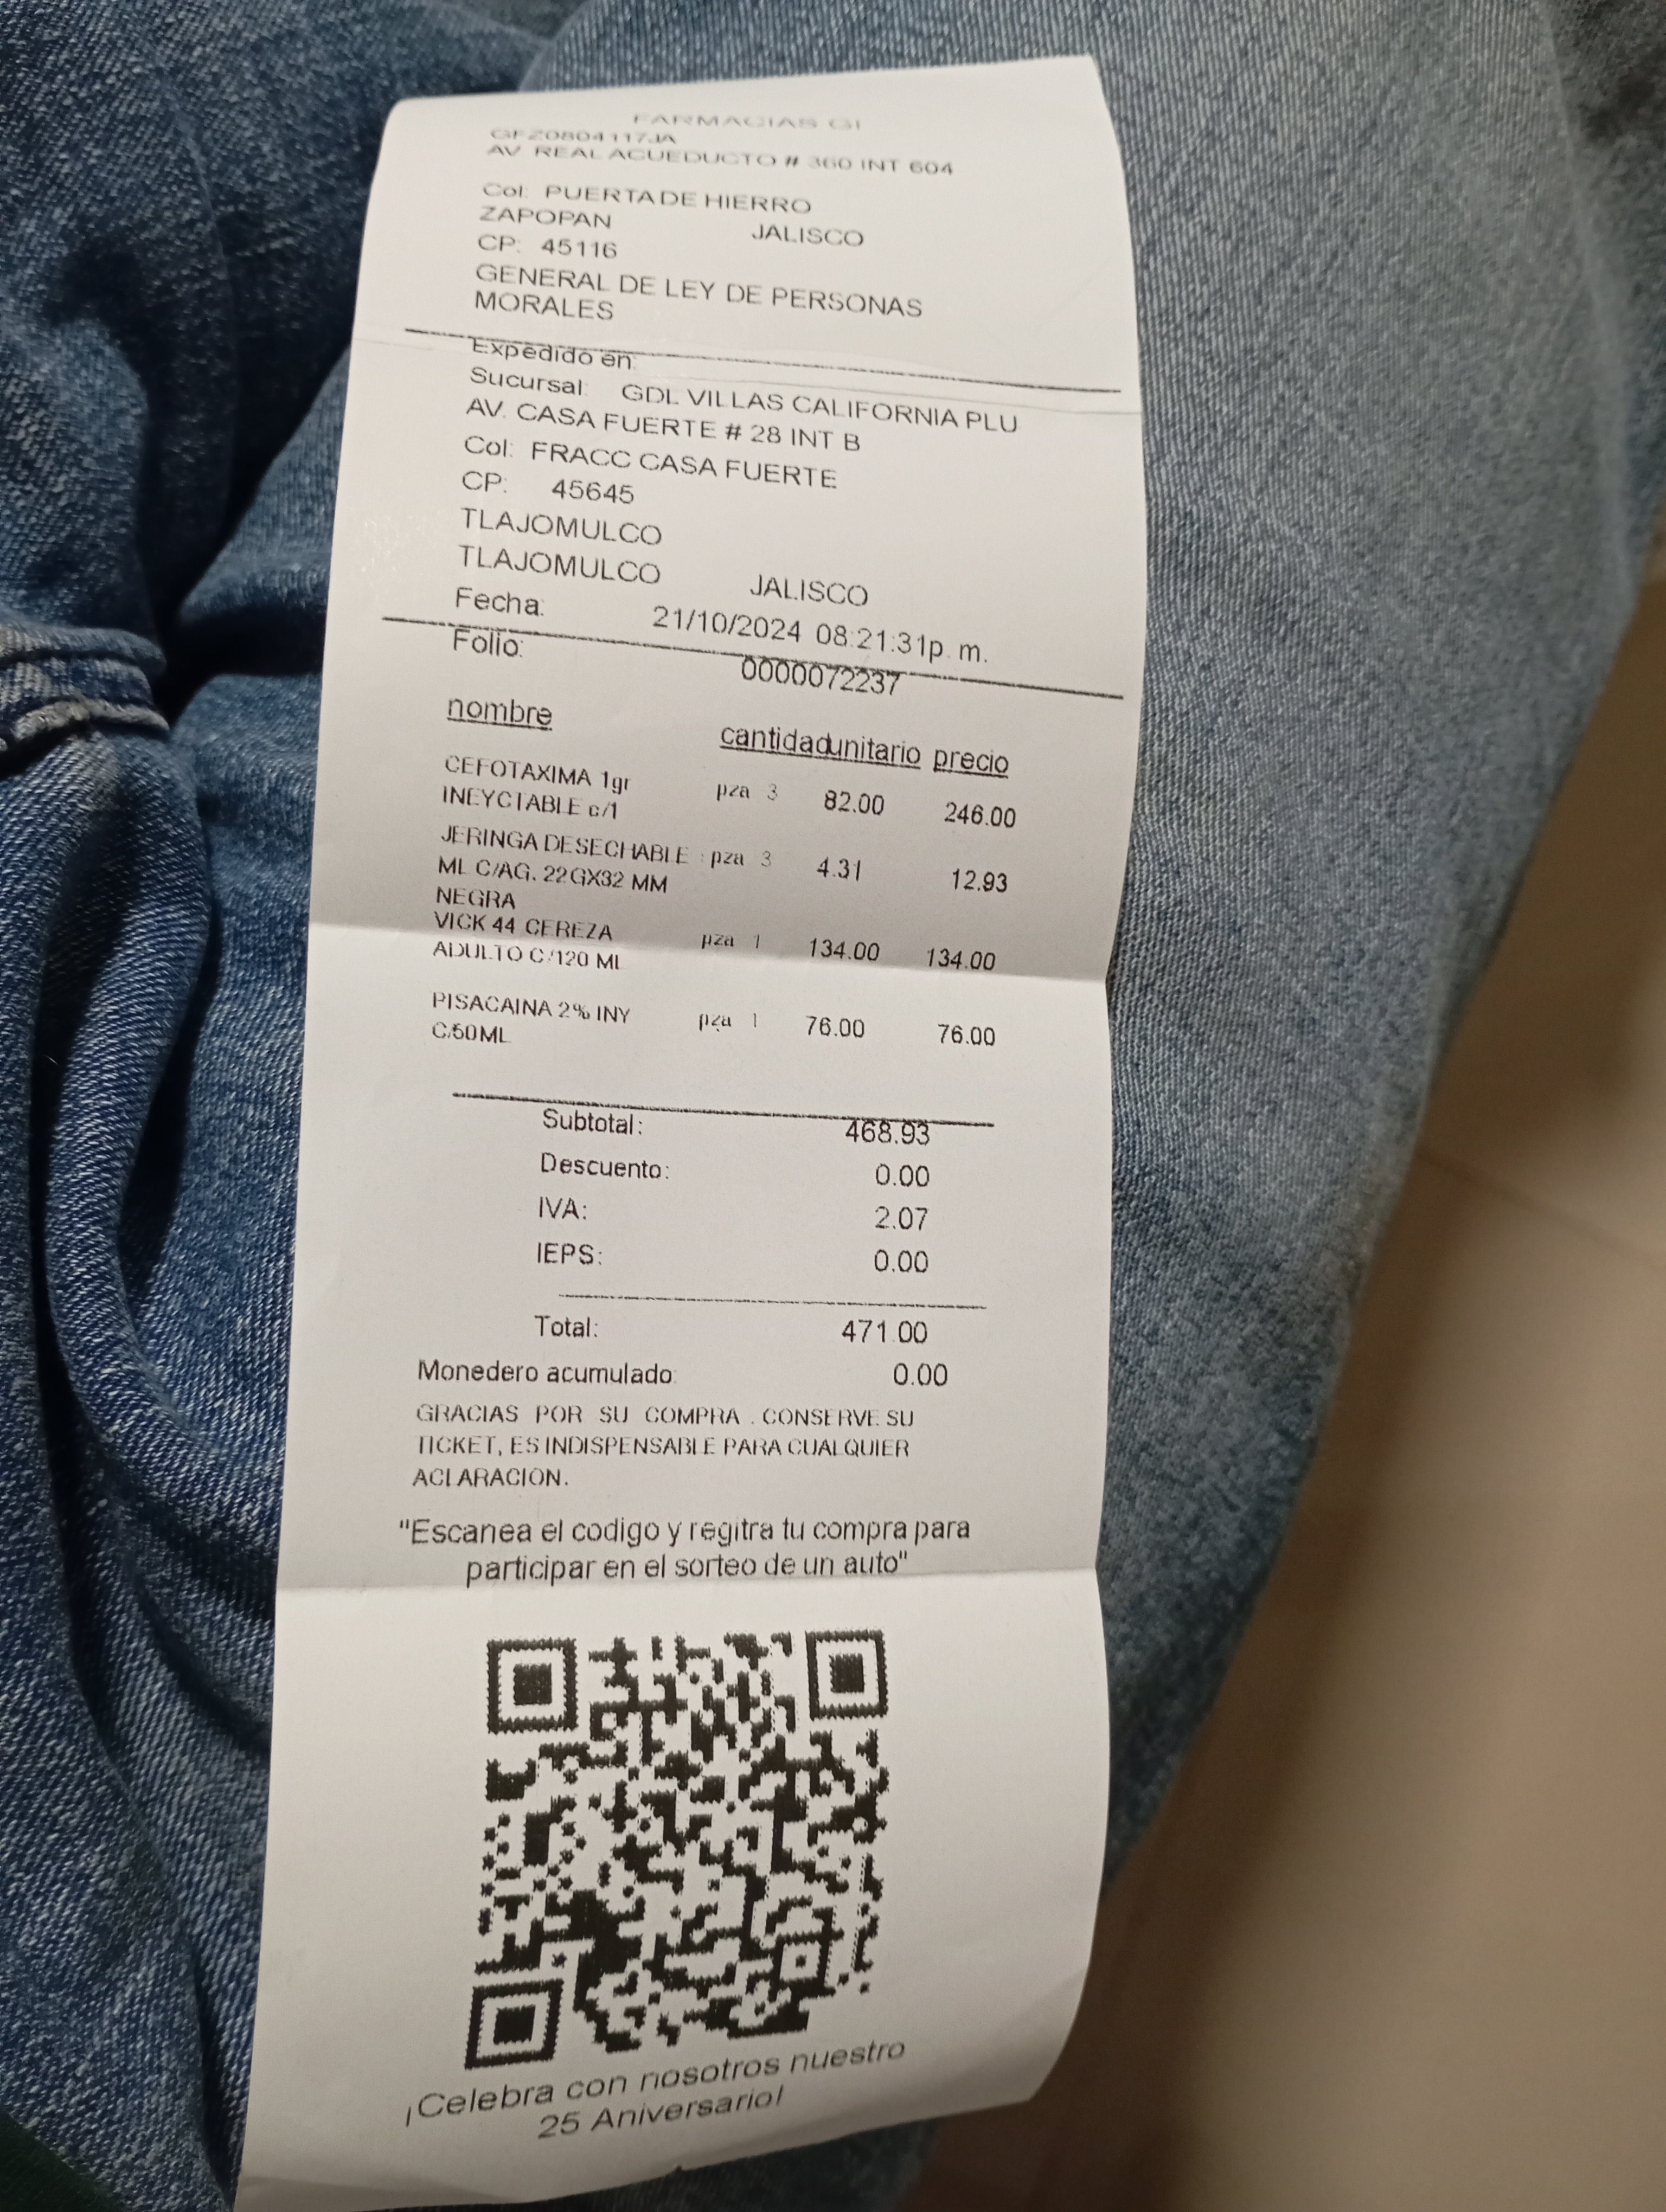 FARMACIAS GI
GFZ0804117JA
AV REAL ACUEDUCTO # 360 INT 604
Col: PUERTA DE HIERRO
ZAPOPAN JALISCO
CP: 45116
GENERAL DE LEY DE PERSONAS
MORALES
Expedido en:
Sucursal: GDL VILLAS CALIFORNIA PLU
AV. CASA FUERTE # 28 INT B
Col: FRACC CASA FUERTE
CP: 45645
TLAJOMULCO
TLAJOMULCO JALISCO
Fecha: 21/10/2024 08:21:31p. m.
Folio: 0000072237
nombre cantidad unitario precio
CEFOTAXIMA 1gr pza 3 82.00 246.00
INEYCTABLE c/1
JERINGA DESECHABLE pza 3 4.31 12.93
ML C/AG. 22GX32 MM
NEGRA
VICK 44 CEREZA pza 1 134.00 134.00
ADULTO C/120 ML
PISACAINA 2% INY pza 1 76.00 76.00
C/50ML
Subtotal: 468.93
Descuento: 0.00
IVA: 2.07
IEPS: 0.00
Total: 471.00
Monedero acumulado: 0.00
GRACIAS POR SU COMPRA . CONSERVE SU
TICKET, ES INDISPENSABLE PARA CUALQUIER
ACLARACION.
"Escanea el codigo y regitra tu compra para
participar en el sorteo de un auto"
¡Celebra con nosotros nuestro
25 Aniversario!